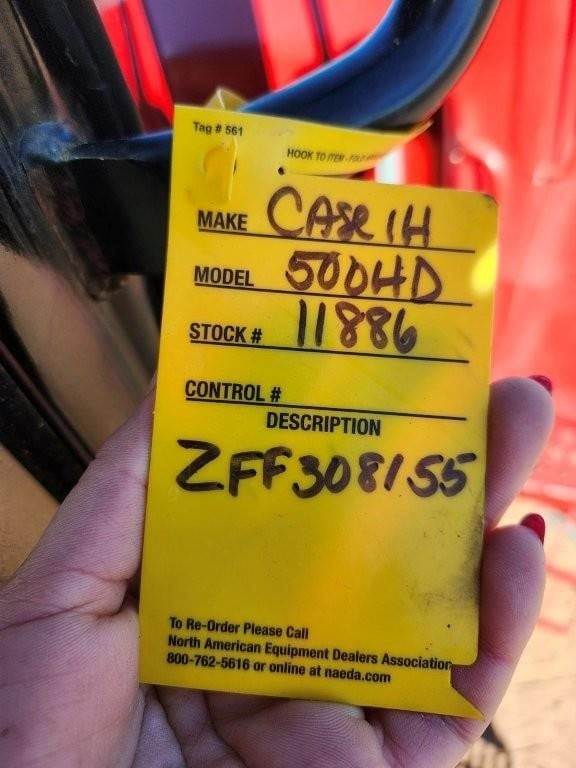 Tag # 561
HOOK TO ITEM - FOLD
MAKE CASE IH
MODEL 500HD
STOCK # 11886
CONTROL #
DESCRIPTION
ZFF308155
To Re-Order Please Call
North American Equipment Dealers Association
800-762-5616 or online at naeda.com